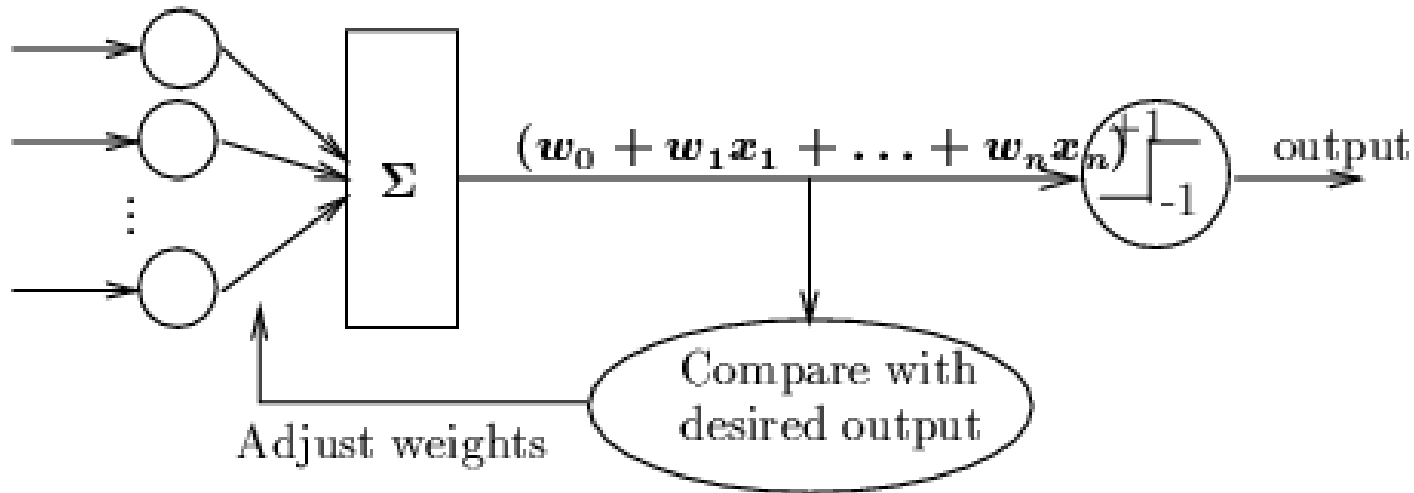 (w₀ + w₁x₁ + ... + wₙxₙ)
+1
-1
output
Σ
⋮
Compare with
desired output
Adjust weights